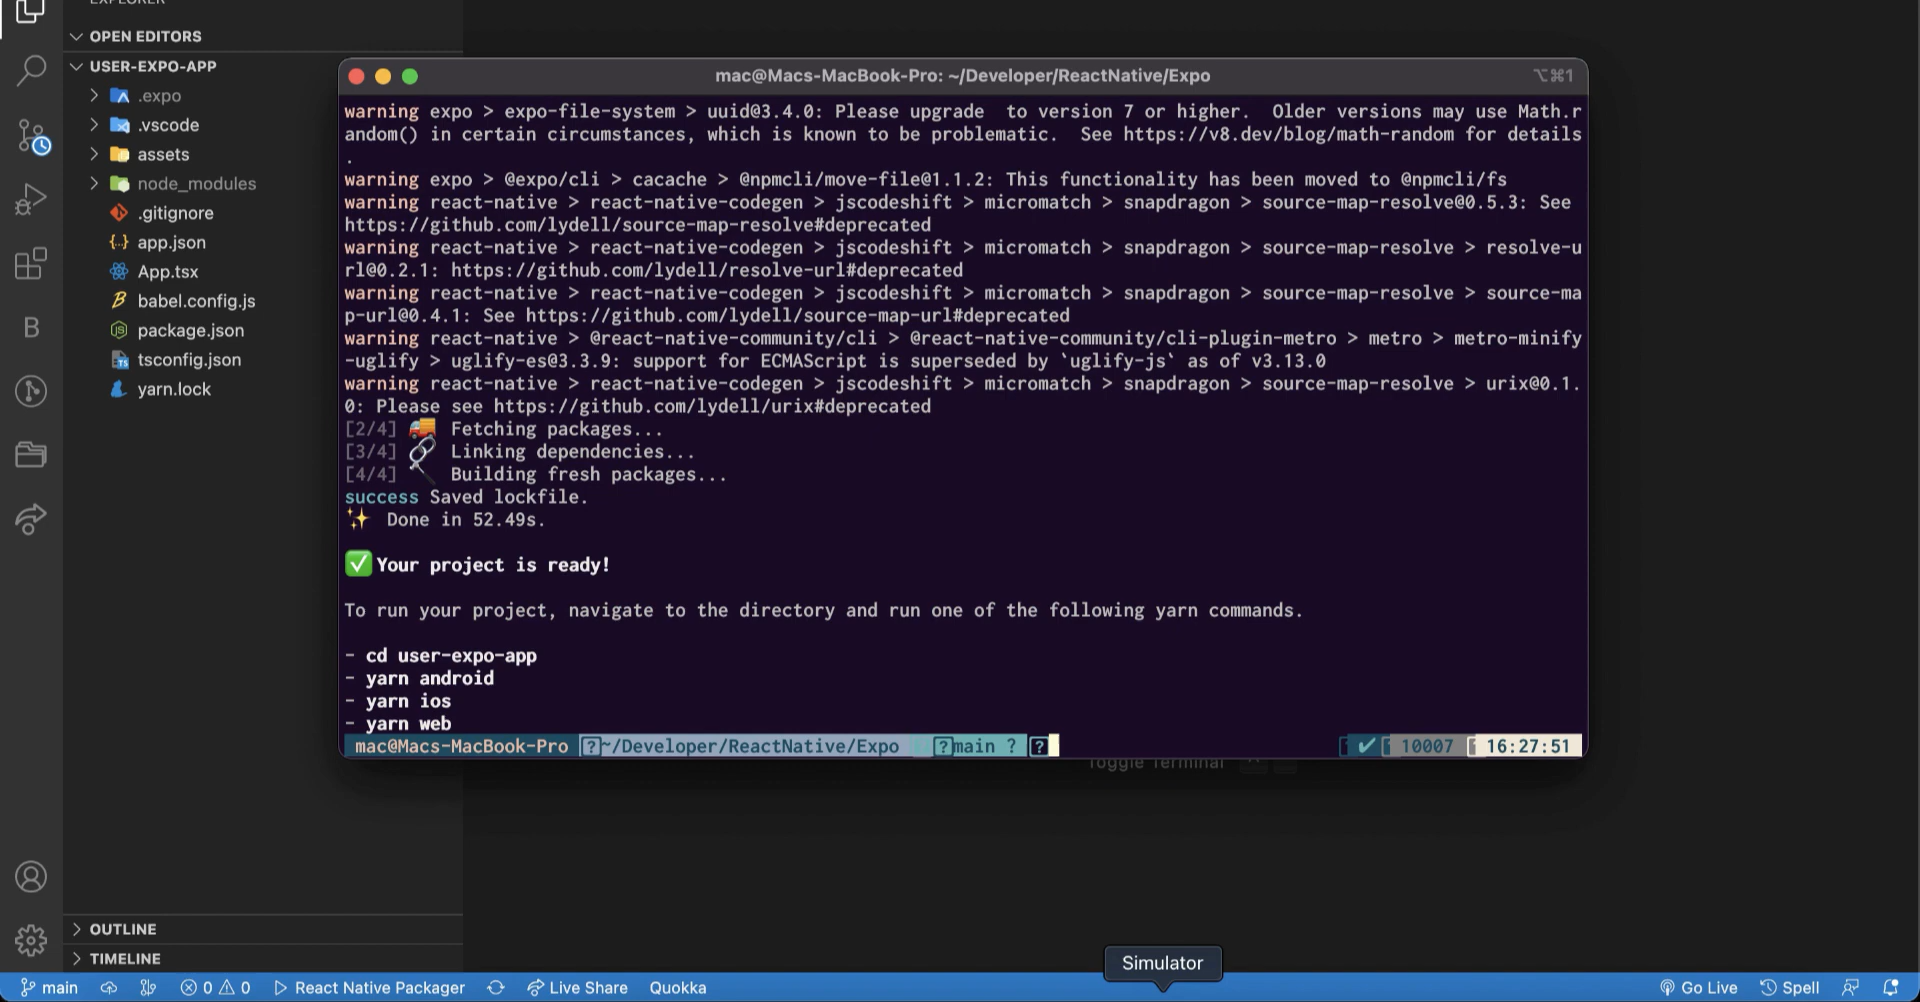 OPEN EDITORS
USER-EXPO-APP
.expo
.vscode
assets
node_modules
.gitignore
app.json
App.tsx
babel.config.js
package.json
tsconfig.json
yarn.lock
OUTLINE
TIMELINE
mac@Macs-MacBook-Pro: ~/Developer/ReactNative/Expo
⌥⌘1
warning expo > expo-file-system > uuid@3.4.0: Please upgrade  to version 7 or higher.  Older versions may use Math.r
andom() in certain circumstances, which is known to be problematic.  See https://v8.dev/blog/math-random for details
.
warning expo > @expo/cli > cacache > @npmcli/move-file@1.1.2: This functionality has been moved to @npmcli/fs
warning react-native > react-native-codegen > jscodeshift > micromatch > snapdragon > source-map-resolve@0.5.3: See
https://github.com/lydell/source-map-resolve#deprecated
warning react-native > react-native-codegen > jscodeshift > micromatch > snapdragon > source-map-resolve > resolve-u
rl@0.2.1: https://github.com/lydell/resolve-url#deprecated
warning react-native > react-native-codegen > jscodeshift > micromatch > snapdragon > source-map-resolve > source-ma
p-url@0.4.1: See https://github.com/lydell/source-map-url#deprecated
warning react-native > @react-native-community/cli > @react-native-community/cli-plugin-metro > metro > metro-minify
-uglify > uglify-es@3.3.9: support for ECMAScript is superseded by `uglify-js` as of v3.13.0
warning react-native > react-native-codegen > jscodeshift > micromatch > snapdragon > source-map-resolve > urix@0.1.
0: Please see https://github.com/lydell/urix#deprecated
[2/4] 🚚 Fetching packages...
[3/4] 🔗 Linking dependencies...
[4/4] 🔨 Building fresh packages...
success Saved lockfile.
✨ Done in 52.49s.
✅ Your project is ready!
To run your project, navigate to the directory and run one of the following yarn commands.
- cd user-expo-app
- yarn android
- yarn ios
- yarn web
mac@Macs-MacBook-Pro ?~/Developer/ReactNative/Expo ?main ? ? ✔ 10007 16:27:51
Toggle Terminal
Simulator
main 0 0 React Native Packager Live Share Quokka Go Live Spell